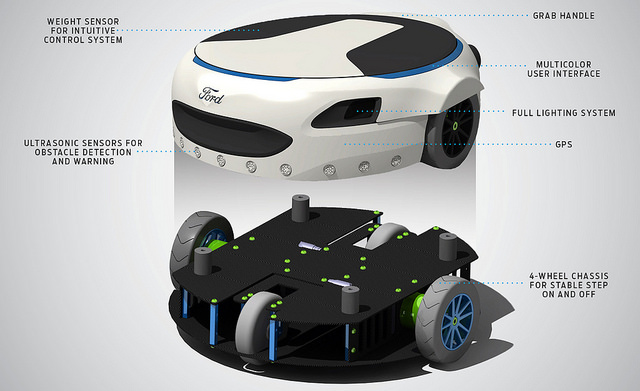 WEIGHT SENSOR
FOR INTUITIVE
CONTROL SYSTEM
GRAB HANDLE
MULTICOLOR
USER INTERFACE
Ford
FULL LIGHTING SYSTEM
ULTRASONIC SENSORS FOR
OBSTACLE DETECTION
AND WARNING
GPS
4-WHEEL CHASSIS
FOR STABLE STEP
ON AND OFF